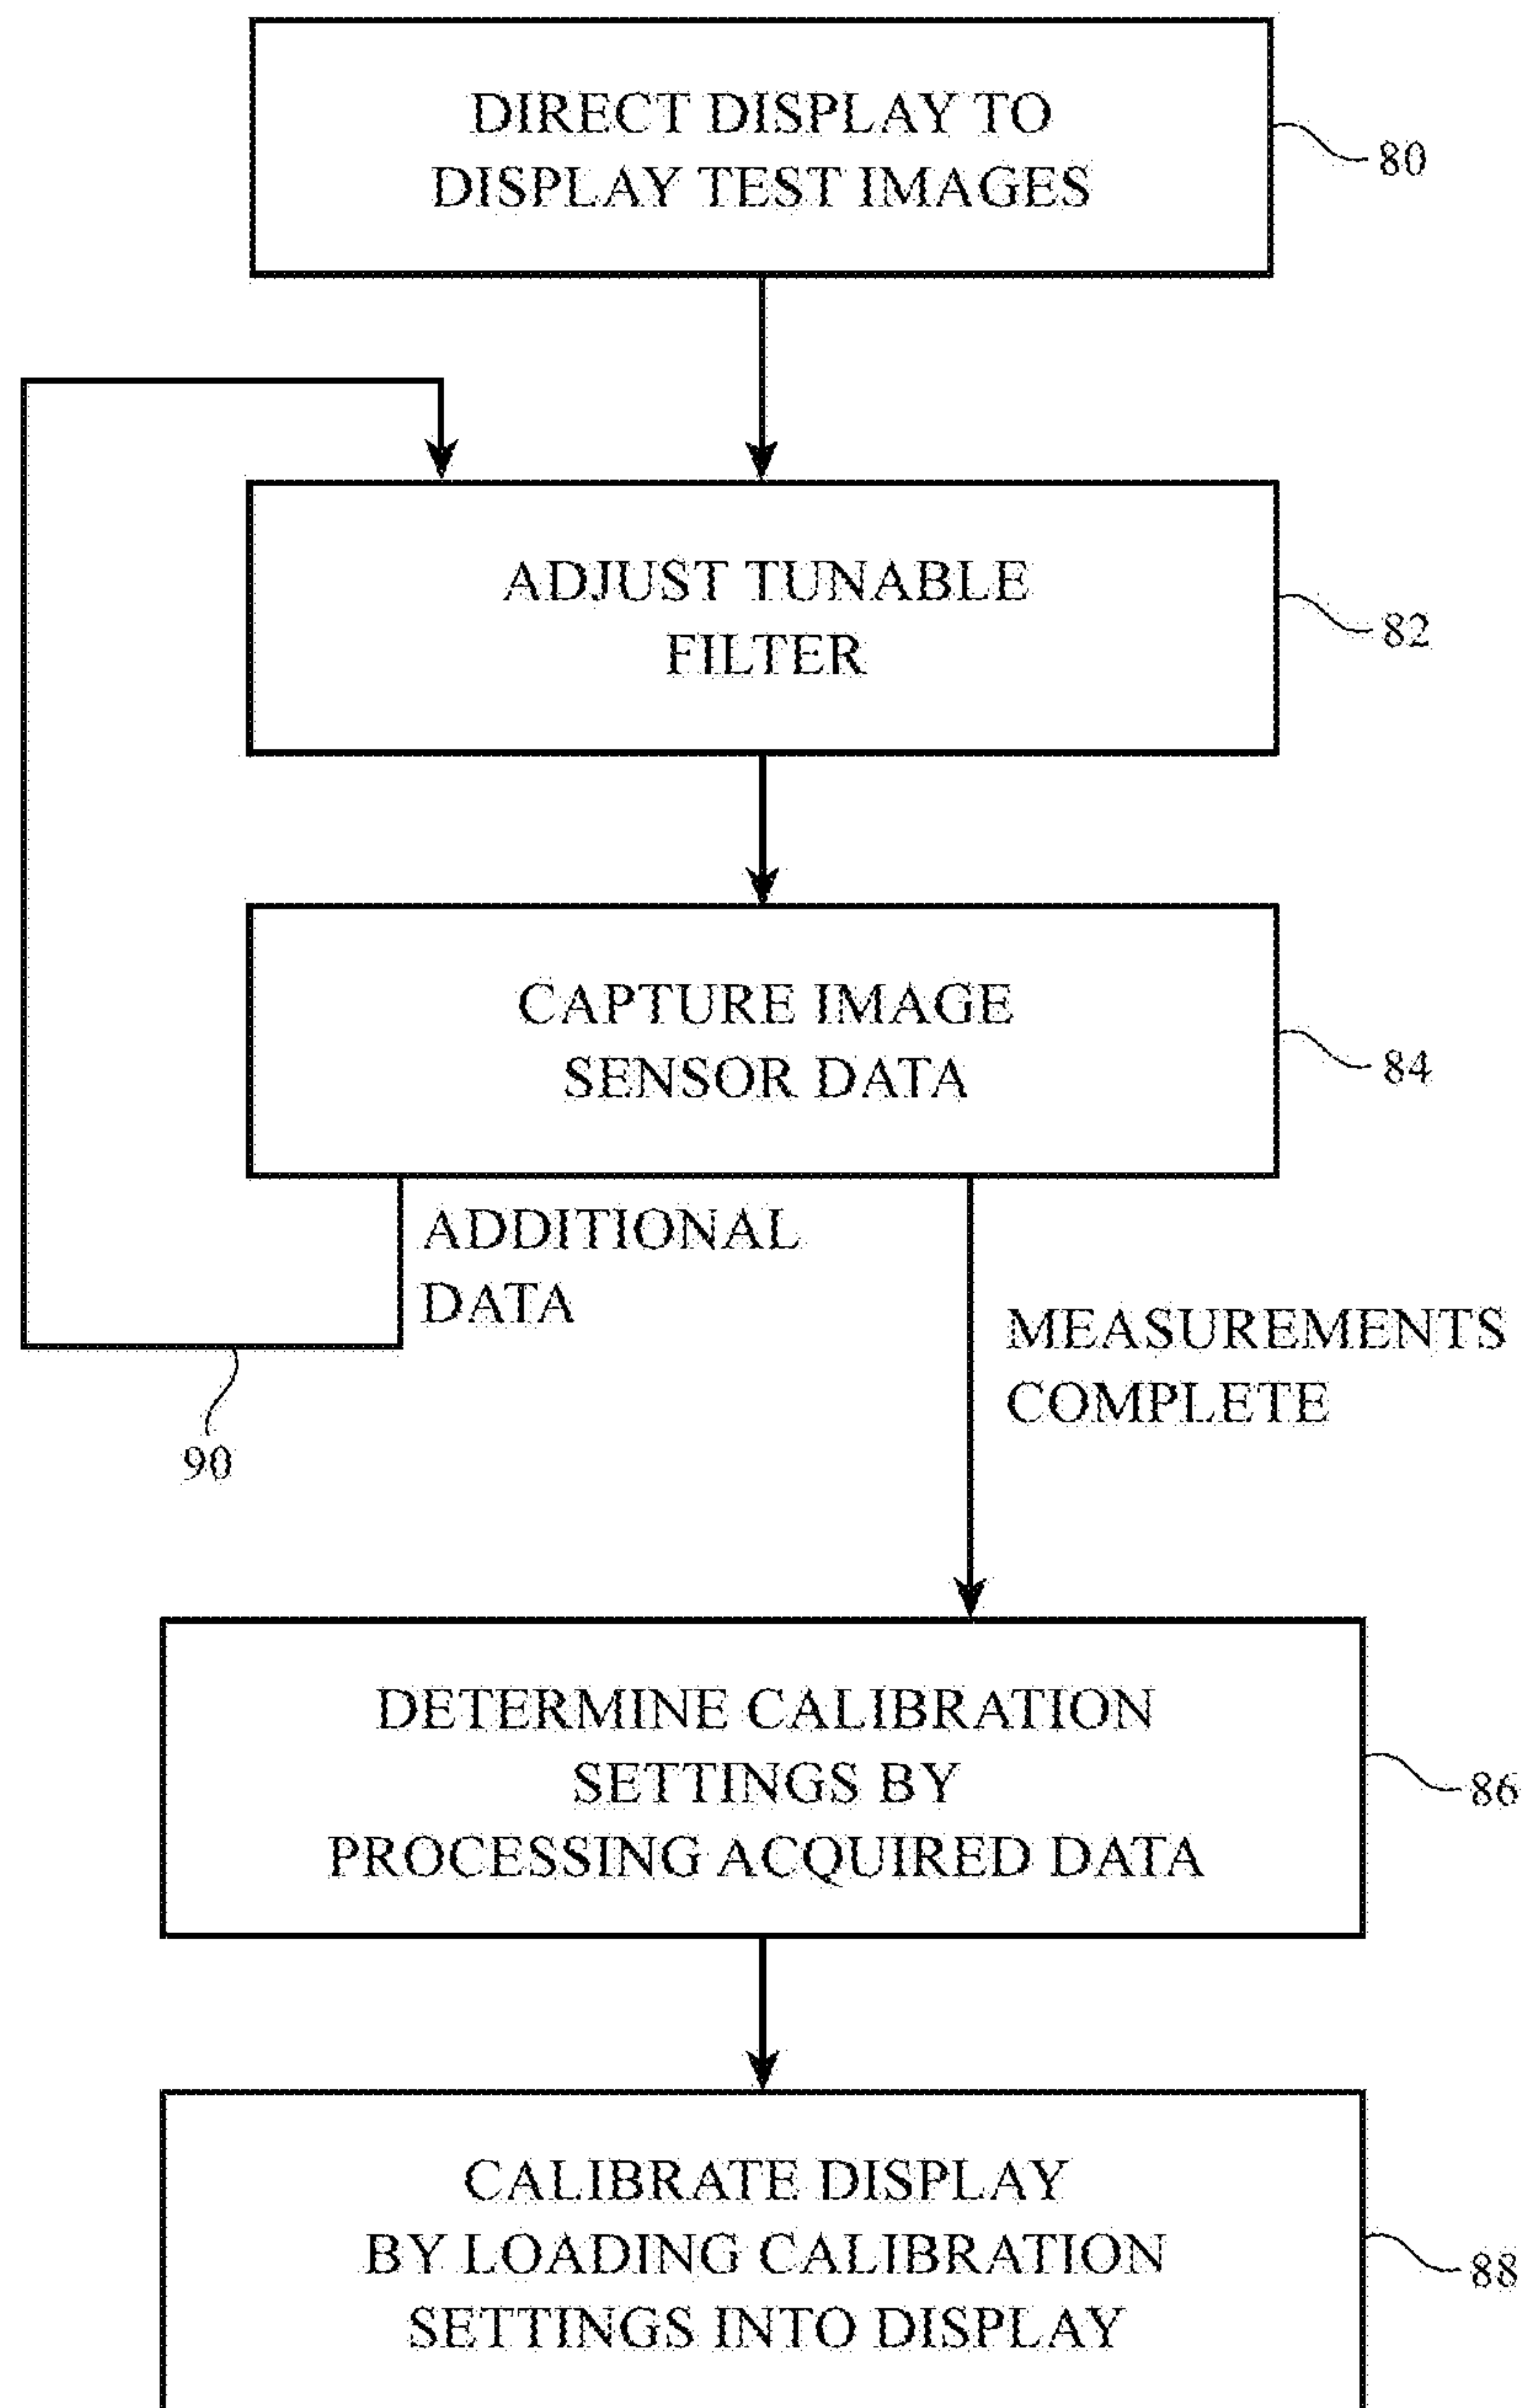 DIRECT DISPLAY TO
DISPLAY TEST IMAGES
80
ADJUST TUNABLE
FILTER
82
CAPTURE IMAGE
SENSOR DATA
84
ADDITIONAL
DATA
MEASUREMENTS
COMPLETE
90
DETERMINE CALIBRATION
SETTINGS BY
PROCESSING ACQUIRED DATA
86
CALIBRATE DISPLAY
BY LOADING CALIBRATION
SETTINGS INTO DISPLAY
88